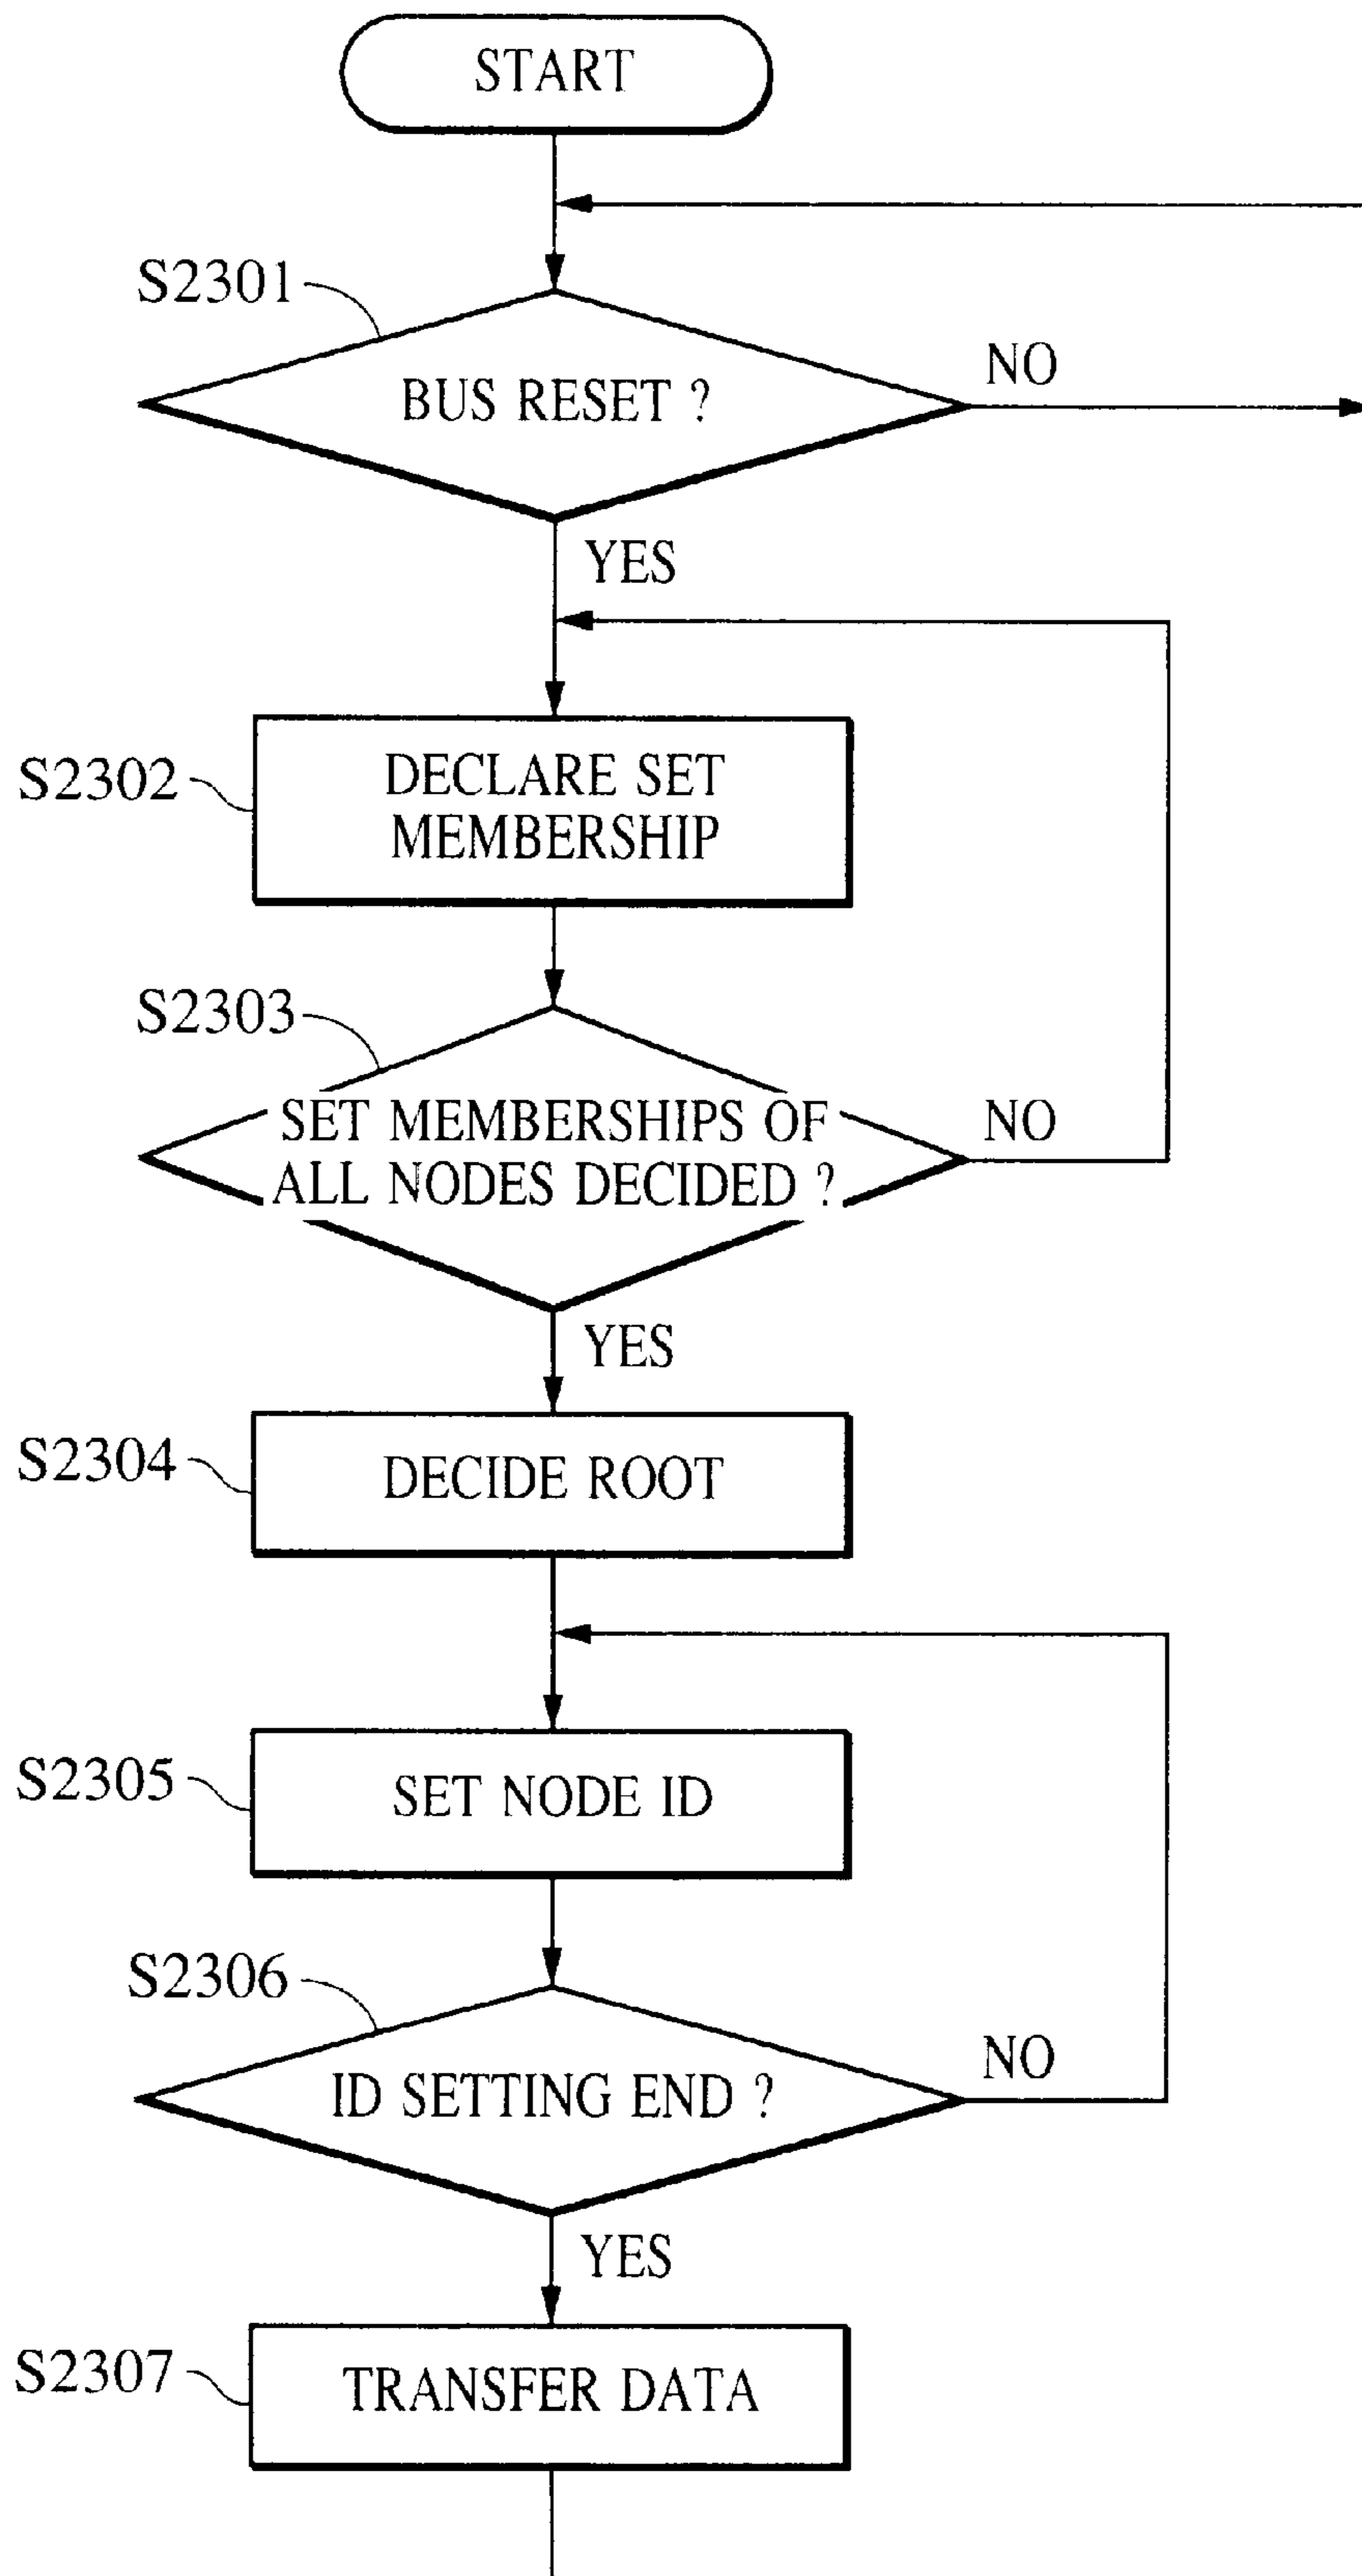 START
S2301
BUS RESET ?
NO
YES
S2302
DECLARE SET
MEMBERSHIP
S2303
SET MEMBERSHIPS OF
ALL NODES DECIDED ?
NO
YES
S2304
DECIDE ROOT
S2305
SET NODE ID
S2306
ID SETTING END ?
NO
YES
S2307
TRANSFER DATA